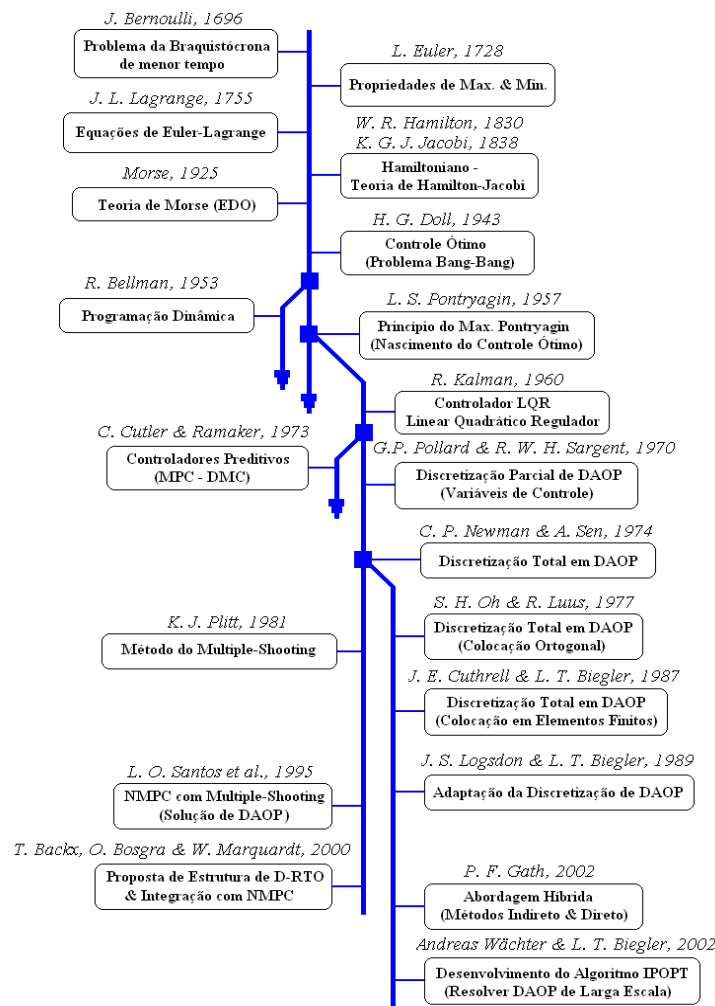 J. Bernoulli, 1696
Problema da Braquistócrona
de menor tempo
L. Euler, 1728
Propriedades de Max. & Min.
J. L. Lagrange, 1755
Equações de Euler-Lagrange
W. R. Hamilton, 1830
K. G. J. Jacobi, 1838
Hamiltoniano -
Teoria de Hamilton-Jacobi
Morse, 1925
Teoria de Morse (EDO)
H. G. Doll, 1943
Controle Ótimo
(Problema Bang-Bang)
R. Bellman, 1953
Programação Dinâmica
L. S. Pontryagin, 1957
Princípio do Max. Pontryagin
(Nascimento do Controle Ótimo)
R. Kalman, 1960
Controlador LQR
Linear Quadrático Regulador
C. Cutler & Ramaker, 1973
Controladores Preditivos
(MPC - DMC)
G.P. Pollard & R. W. H. Sargent, 1970
Discretização Parcial de DAOP
(Variáveis de Controle)
C. P. Newman & A. Sen, 1974
Discretização Total em DAOP
S. H. Oh & R. Luus, 1977
Discretização Total em DAOP
(Colocação Ortogonal)
K. J. Plitt, 1981
Método do Multiple-Shooting
J. E. Cuthrell & L. T. Biegler, 1987
Discretização Total em DAOP
(Colocação em Elementos Finitos)
J. S. Logsdon & L. T. Biegler, 1989
Adaptação da Discretização de DAOP
L. O. Santos et al., 1995
NMPC com Multiple-Shooting
(Solução de DAOP)
T. Backx, O. Bosgra & W. Marquardt, 2000
Proposta de Estrutura de D-RTO
& Integração com NMPC
P. F. Gath, 2002
Abordagem Híbrida
(Métodos Indireto & Direto)
Andreas Wächter & L. T. Biegler, 2002
Desenvolvimento do Algoritmo IPOPT
(Resolver DAOP de Larga Escala)